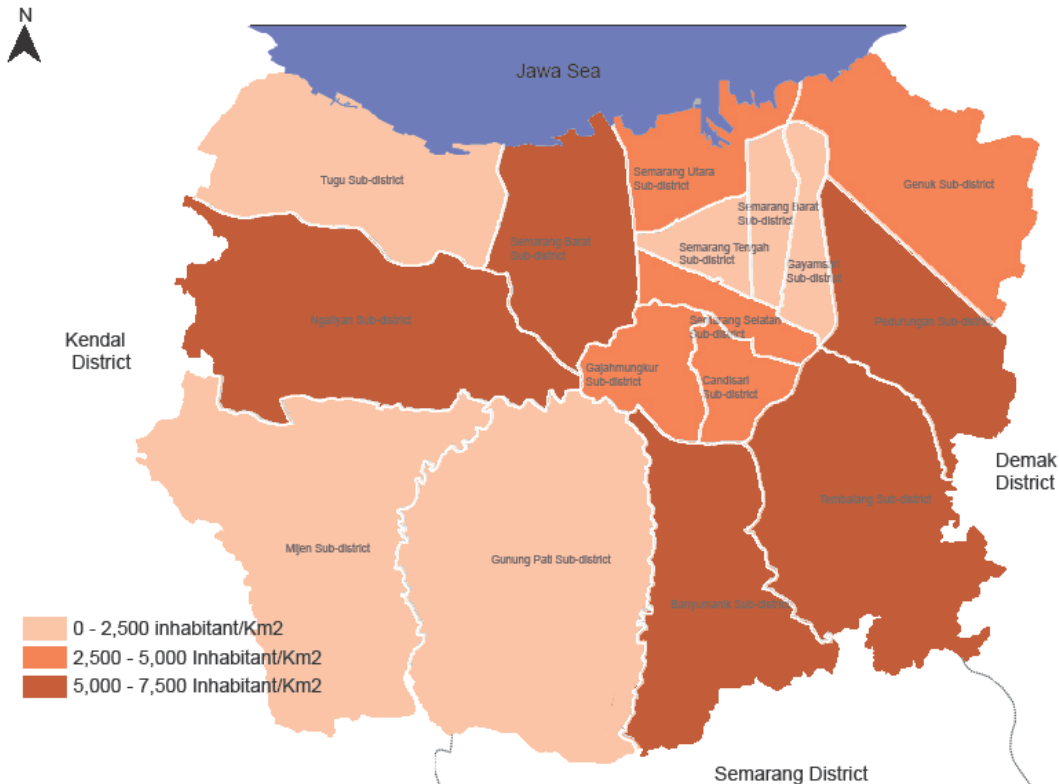 N
Jawa Sea
Tugu Sub-district
Semarang Utara
Sub-district
Genuk Sub-district
Semarang Barat
Sub-district
Semarang Barat
Sub-district
Semarang Tengah
Sub-district
Gayamsari
Sub-district
Ngaliyan Sub-district
Semarang Selatan
Sub-district
Pedurungan Sub-district
Kendal
District
Gajahmungkur
Sub-district
Candisari
Sub-district
Demak
District
Tembalang Sub-district
Mijen Sub-district
Gunung Pati Sub-district
Banyumanik Sub-district
0 - 2,500 inhabitant/Km2
2,500 - 5,000 Inhabitant/Km2
5,000 - 7,500 Inhabitant/Km2
Semarang District